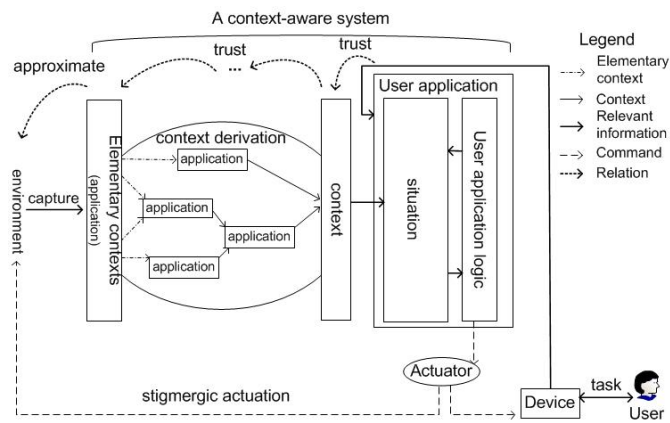 A context-aware system
trust
...
trust
approximate
User application
Legend
Elementary
context
Context
Relevant
information
Command
Relation
context derivation
application
application
application
application
Elementary contexts
(application)
environment
capture
context
situation
User application logic
Actuator
stigmergic actuation
Device
task
User